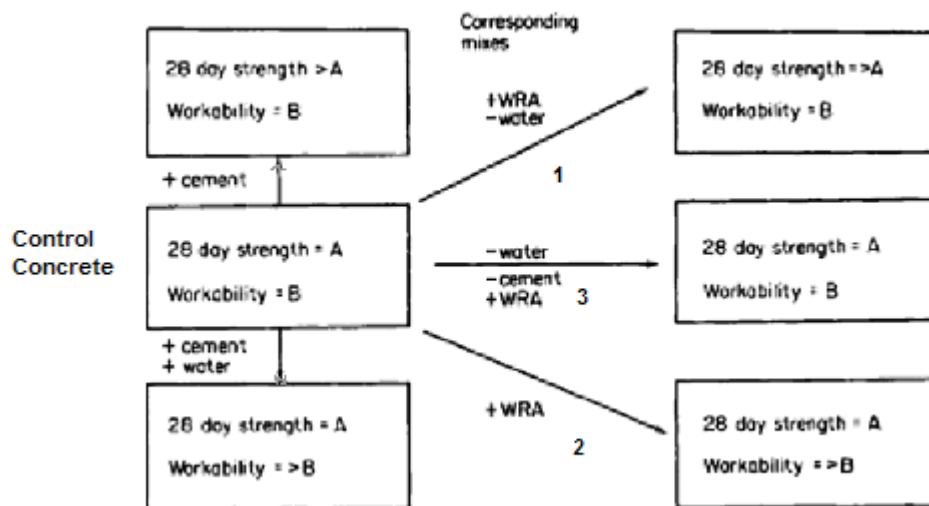 Corresponding
mixes
28 day strength > A
Workability = B
+ WRA
- water
28 day strength = >A
Workability = B
1
+ cement
Control
Concrete
28 day strength = A
Workability = B
- water
- cement
+ WRA
3
28 day strength = A
Workability = B
+ cement
+ water
+ WRA
2
28 day strength = A
Workability = >B
28 day strength = A
Workability = >B